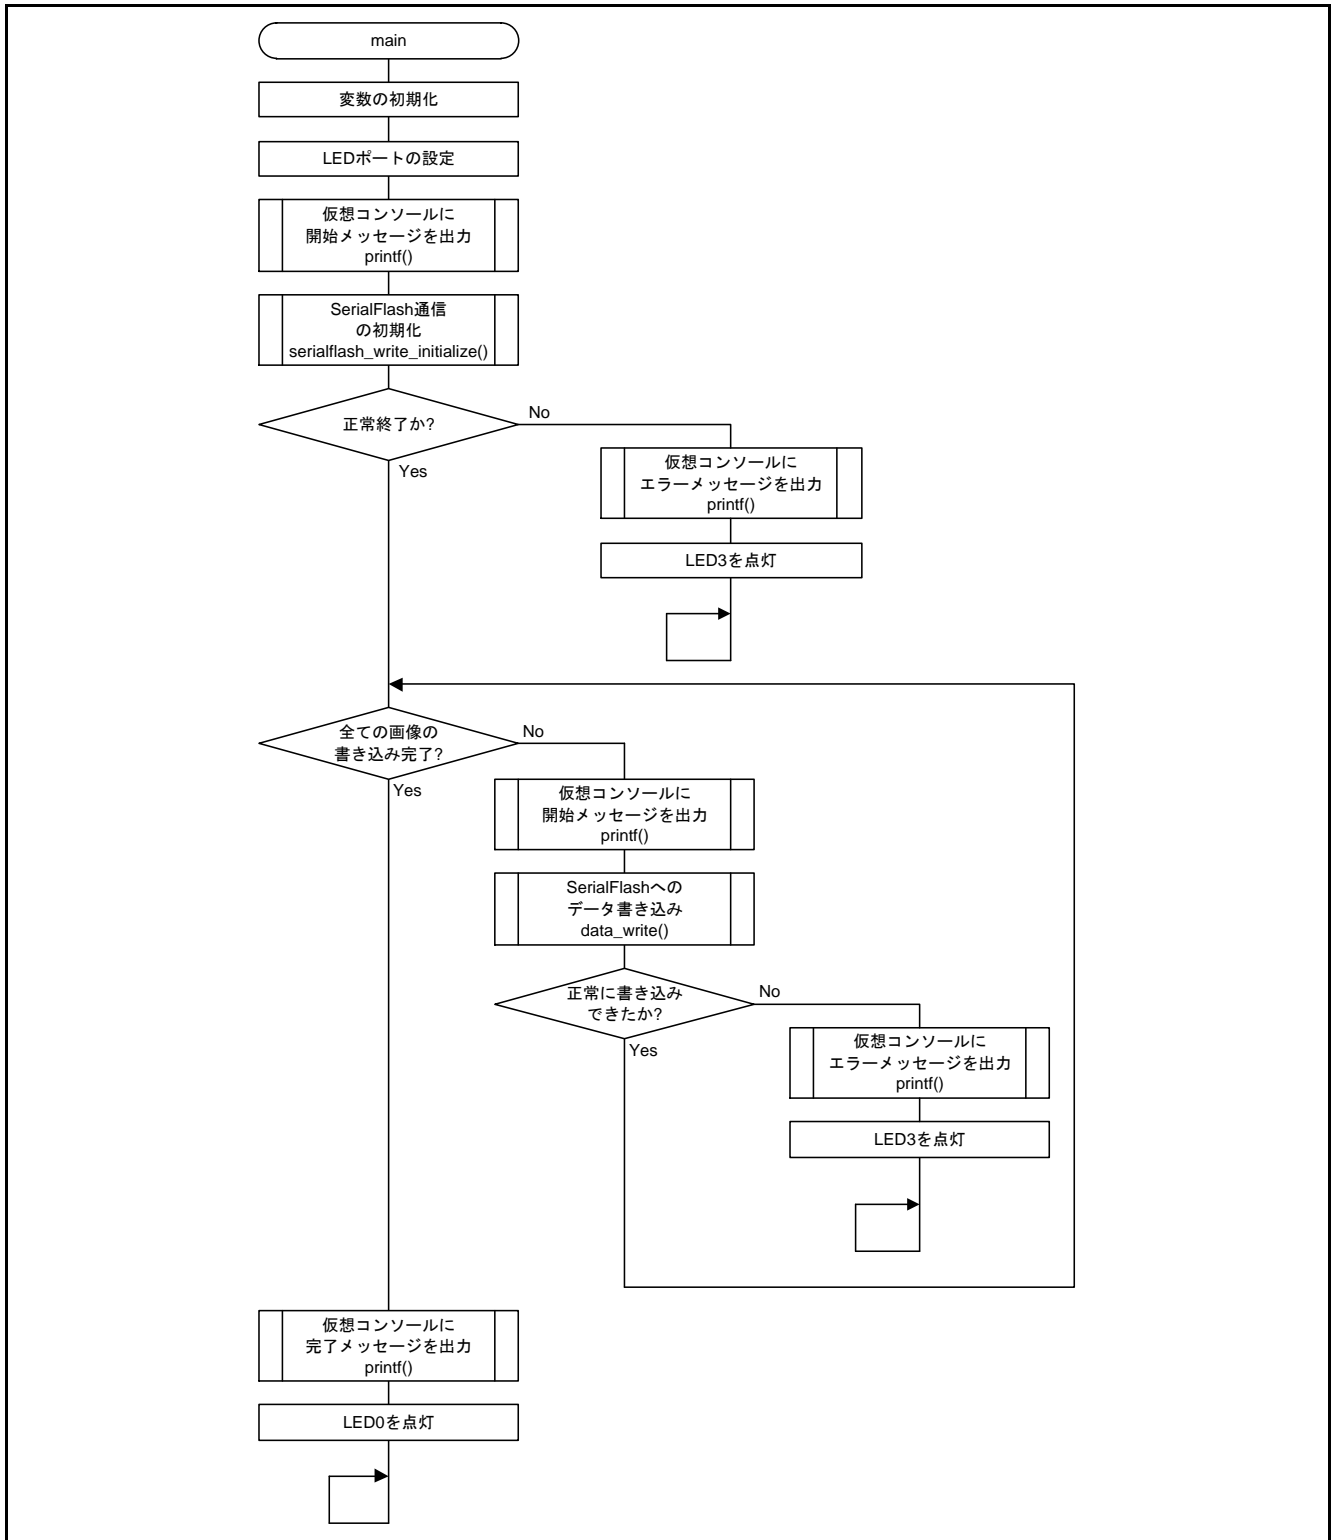 main
変数の初期化
LEDポートの設定
仮想コンソールに
開始メッセージを出力
printf()
SerialFlash通信
の初期化
serialflash_write_initialize()
正常終了か?
No
Yes
仮想コンソールに
エラーメッセージを出力
printf()
LED3を点灯
全ての画像の
書き込み完了?
No
Yes
仮想コンソールに
開始メッセージを出力
printf()
SerialFlashへの
データ書き込み
data_write()
正常に書き込み
できたか?
No
Yes
仮想コンソールに
エラーメッセージを出力
printf()
LED3を点灯
仮想コンソールに
完了メッセージを出力
printf()
LED0を点灯